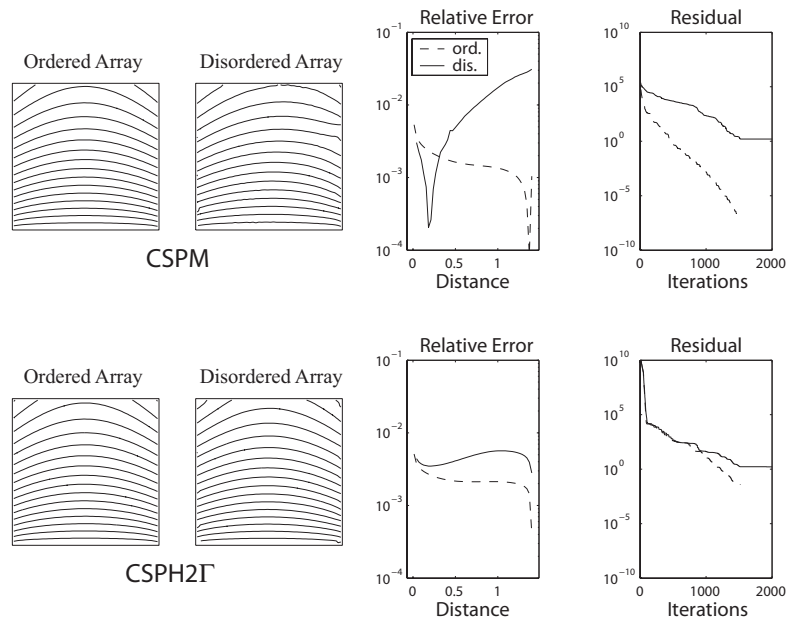 Relative Error
Residual
Ordered Array
Disordered Array
10^-1
10^-2
10^-3
10^-4
ord.
dis.
0
0.5
1
Distance
10^10
10^5
10^0
10^-5
10^-10
0
1000
2000
Iterations
CSPM
Relative Error
Residual
Ordered Array
Disordered Array
10^-1
10^-2
10^-3
10^-4
0
0.5
1
Distance
10^10
10^5
10^0
10^-5
10^-10
0
1000
2000
Iterations
CSPH2Γ